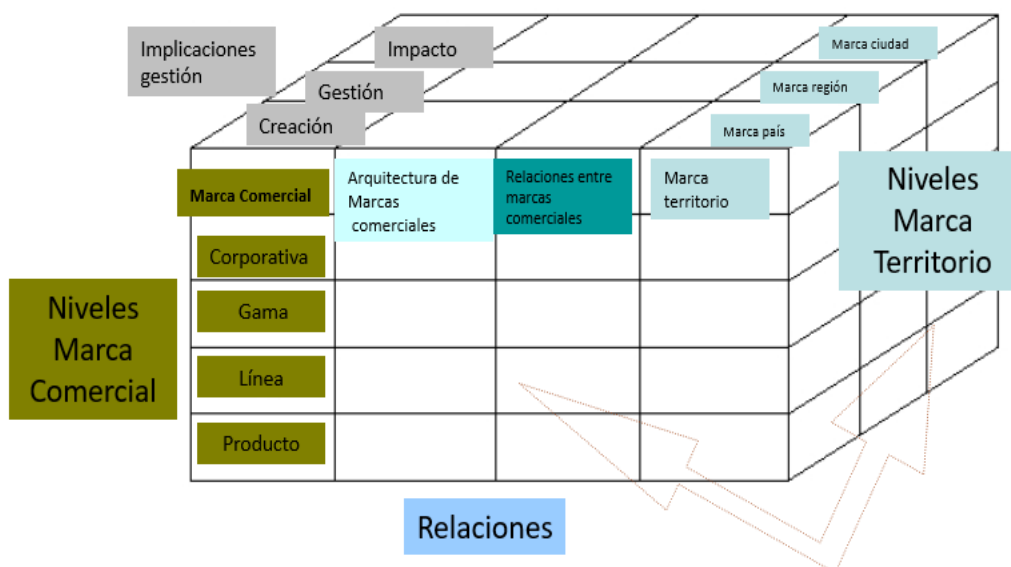 Implicaciones
gestión
Impacto
Marca ciudad
Gestión
Marca región
Creación
Marca país
Marca Comercial
Arquitectura de
Marcas
comerciales
Relaciones entre
marcas
comerciales
Marca
territorio
Niveles
Marca
Territorio
Corporativa
Gama
Línea
Producto
Niveles
Marca
Comercial
Relaciones